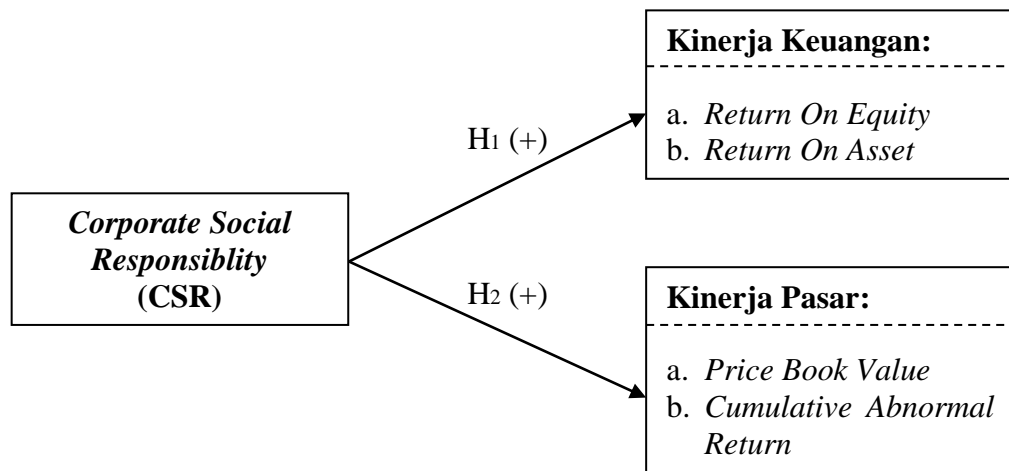 Kinerja Keuangan:
a. Return On Equity
b. Return On Asset
H1 (+)
Corporate Social
Responsiblity
(CSR)
H2 (+)
Kinerja Pasar:
a. Price Book Value
b. Cumulative Abnormal
Return